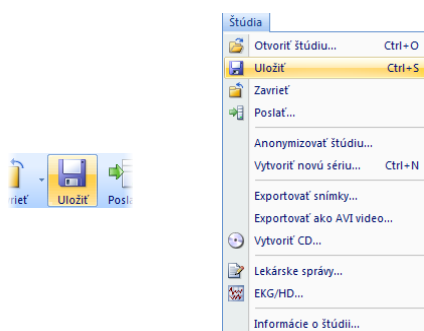 Štúdia
Otvoriť štúdiu... Ctrl+O
Uložiť Ctrl+S
Zavrieť
Poslať...
Anonymizovať štúdiu...
Vytvoriť novú sériu... Ctrl+N
Exportovať snímky...
Exportovať ako AVI video...
Vytvoriť CD...
Lekárske správy...
EKG/HD...
Informácie o štúdii...
rieť Uložiť Posla